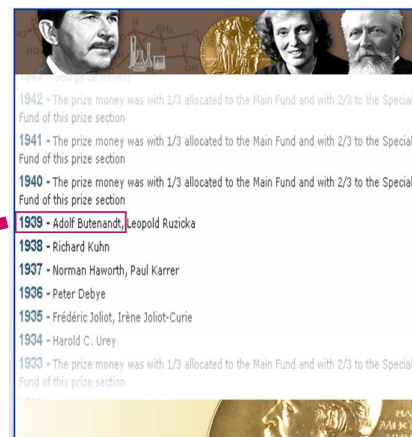 1943 - George de Hevesy
1942 - The prize money was with 1/3 allocated to the Main Fund and with 2/3 to the Special
Fund of this prize section
1941 - The prize money was with 1/3 allocated to the Main Fund and with 2/3 to the Special
Fund of this prize section
1940 - The prize money was with 1/3 allocated to the Main Fund and with 2/3 to the Special
Fund of this prize section
1939 - Adolf Butenandt, Leopold Ruzicka
1938 - Richard Kuhn
1937 - Norman Haworth, Paul Karrer
1936 - Peter Debye
1935 - Frédéric Joliot, Irène Joliot-Curie
1934 - Harold C. Urey
1933 - The prize money was with 1/3 allocated to the Main Fund and with 2/3 to the Special
Fund of this prize section